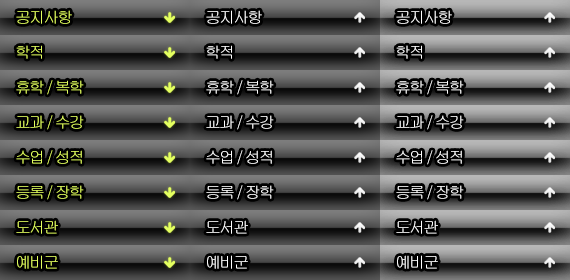 공지사항 공지사항 공지사항
학적 학적 학적
휴학 / 복학 휴학 / 복학 휴학 / 복학
교과 / 수강 교과 / 수강 교과 / 수강
수업 / 성적 수업 / 성적 수업 / 성적
등록 / 장학 등록 / 장학 등록 / 장학
도서관 도서관 도서관
예비군 예비군 예비군